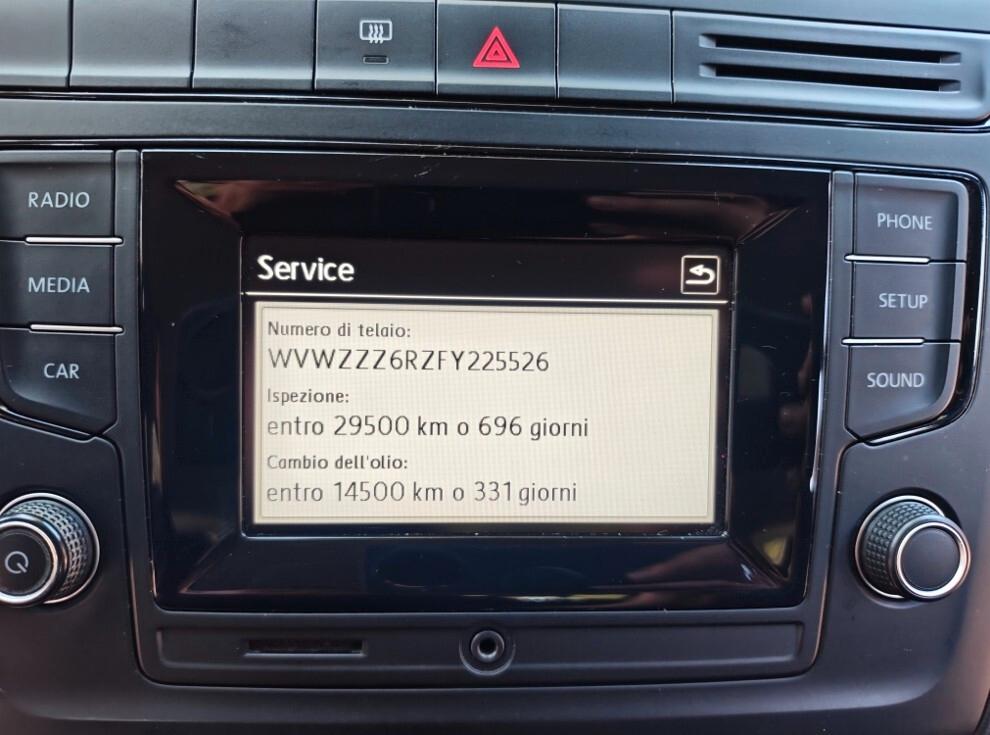 RADIO
MEDIA
CAR
Service
Numero di telaio:
WVWZZZ6RZFY225526
Ispezione:
entro 29500 km o 696 giorni
Cambio dell'olio:
entro 14500 km o 331 giorni
PHONE
SETUP
SOUND